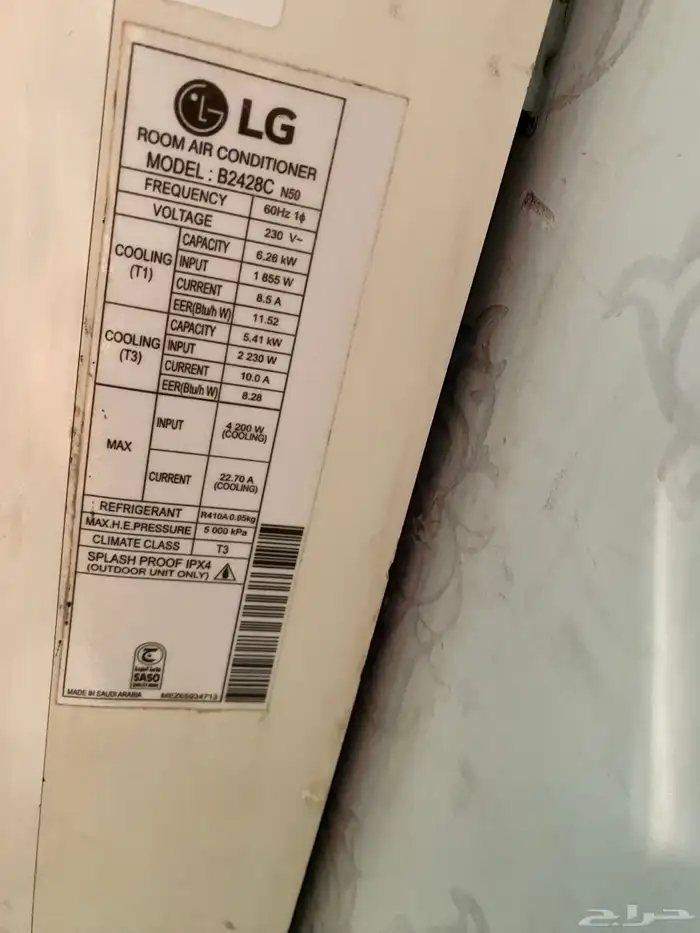 LG
ROOM AIR CONDITIONER
MODEL : B2428C N50
FREQUENCY 60Hz 1ϕ
VOLTAGE 230 V~
COOLING (T1) CAPACITY 6.28 kW
INPUT 1 855 W
CURRENT 8.5 A
EER(Btu/h W) 11.52
COOLING (T3) CAPACITY 5.41 kW
INPUT 2 230 W
CURRENT 10.0 A
EER(Btu/h W) 8.28
MAX INPUT 4 200 W (COOLING)
CURRENT 22.70 A (COOLING)
REFRIGERANT R410A 0.85kg
MAX.H.E.PRESSURE 5 000 kPa
CLIMATE CLASS T3
SPLASH PROOF IPX4
(OUTDOOR UNIT ONLY)
SASO
MADE IN SAUDI ARABIA MEZ65934713
حراج